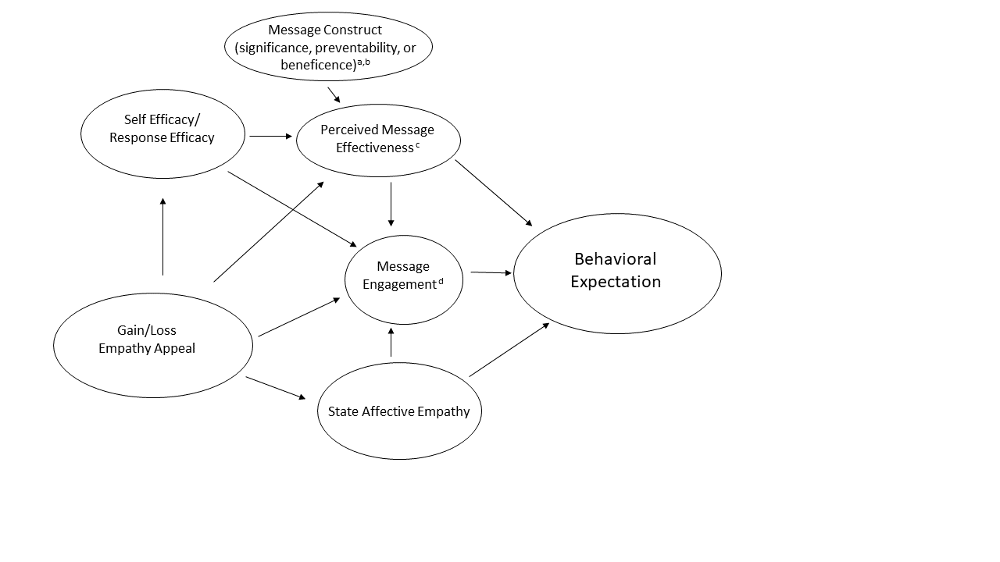 Message Construct
(significance, preventability, or
beneficence)a,b
Self Efficacy/
Response Efficacy
Perceived Message
Effectiveness c
Message
Engagement d
Behavioral
Expectation
Gain/Loss
Empathy Appeal
State Affective Empathy